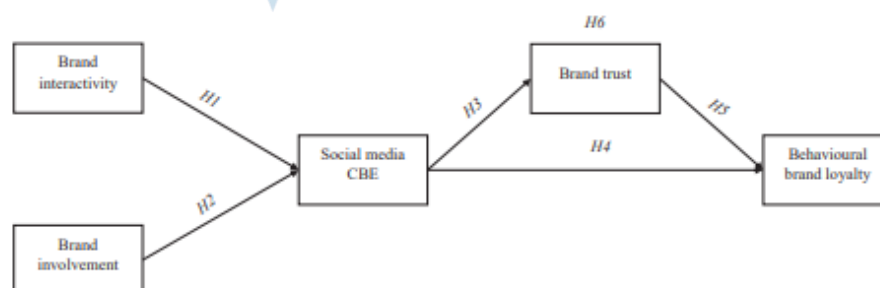 H6
Brand
interactivity
Brand trust
H1
H3
H5
Social media
CBE
H4
Behavioural
brand loyalty
H2
Brand
involvement